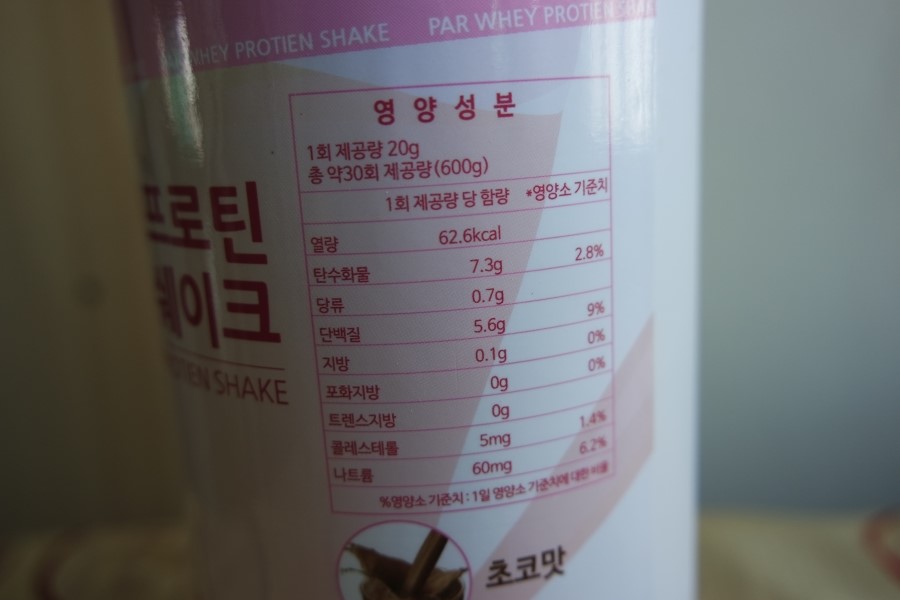 WHEY PROTIEN SHAKE PAR WHEY PROTIEN SHAK
영양성분
1회 제공량 20g
총 약30회 제공량(600g)
1회 제공량 당 함량 *영양소 기준치
열량 62.6kcal
탄수화물 7.3g 2.8%
당류 0.7g
단백질 5.6g 9%
지방 0.1g 0%
포화지방 0g 0%
트렌스지방 0g
콜레스테롤 5mg 1.4%
나트륨 60mg 6.2%
%영양소 기준치 : 1일 영양소 기준치에 대한 비율
프로틴
쉐이크
TIEN SHAKE
초코맛